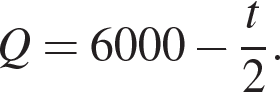 Q = 6000 − t/2.